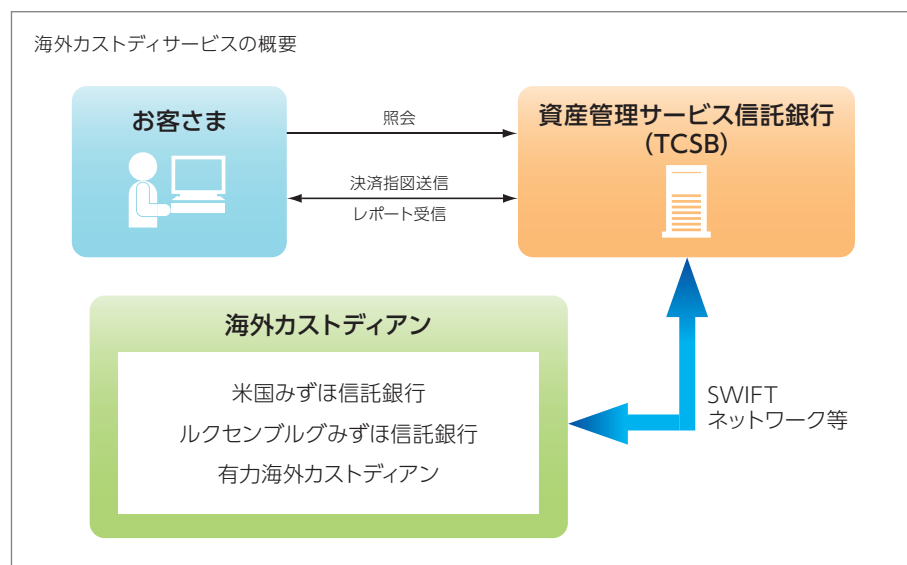 海外カストディサービスの概要
お客さま
照会
決済指図送信
レポート受信
資産管理サービス信託銀行
(TCSB)
海外カストディアン
米国みずほ信託銀行
ルクセンブルグみずほ信託銀行
有力海外カストディアン
SWIFT
ネットワーク等